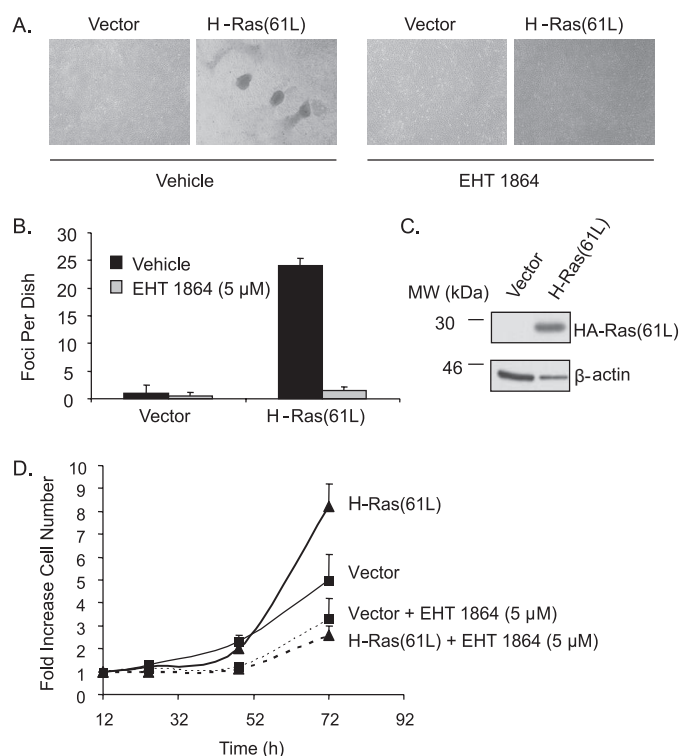 A.
Vector
H-Ras(61L)
Vector
H-Ras(61L)
Vehicle
EHT 1864
B.
30
25
20
15
10
5
0
Foci Per Dish
Vehicle
EHT 1864 (5 µM)
Vector
H-Ras(61L)
C.
Vector
H-Ras(61L)
MW (kDa)
30
HA-Ras(61L)
46
β-actin
D.
10
9
8
7
6
5
4
3
2
1
0
Fold Increase Cell Number
H-Ras(61L)
Vector
Vector + EHT 1864 (5 µM)
H-Ras(61L) + EHT 1864 (5 µM)
12
32
52
72
92
Time (h)